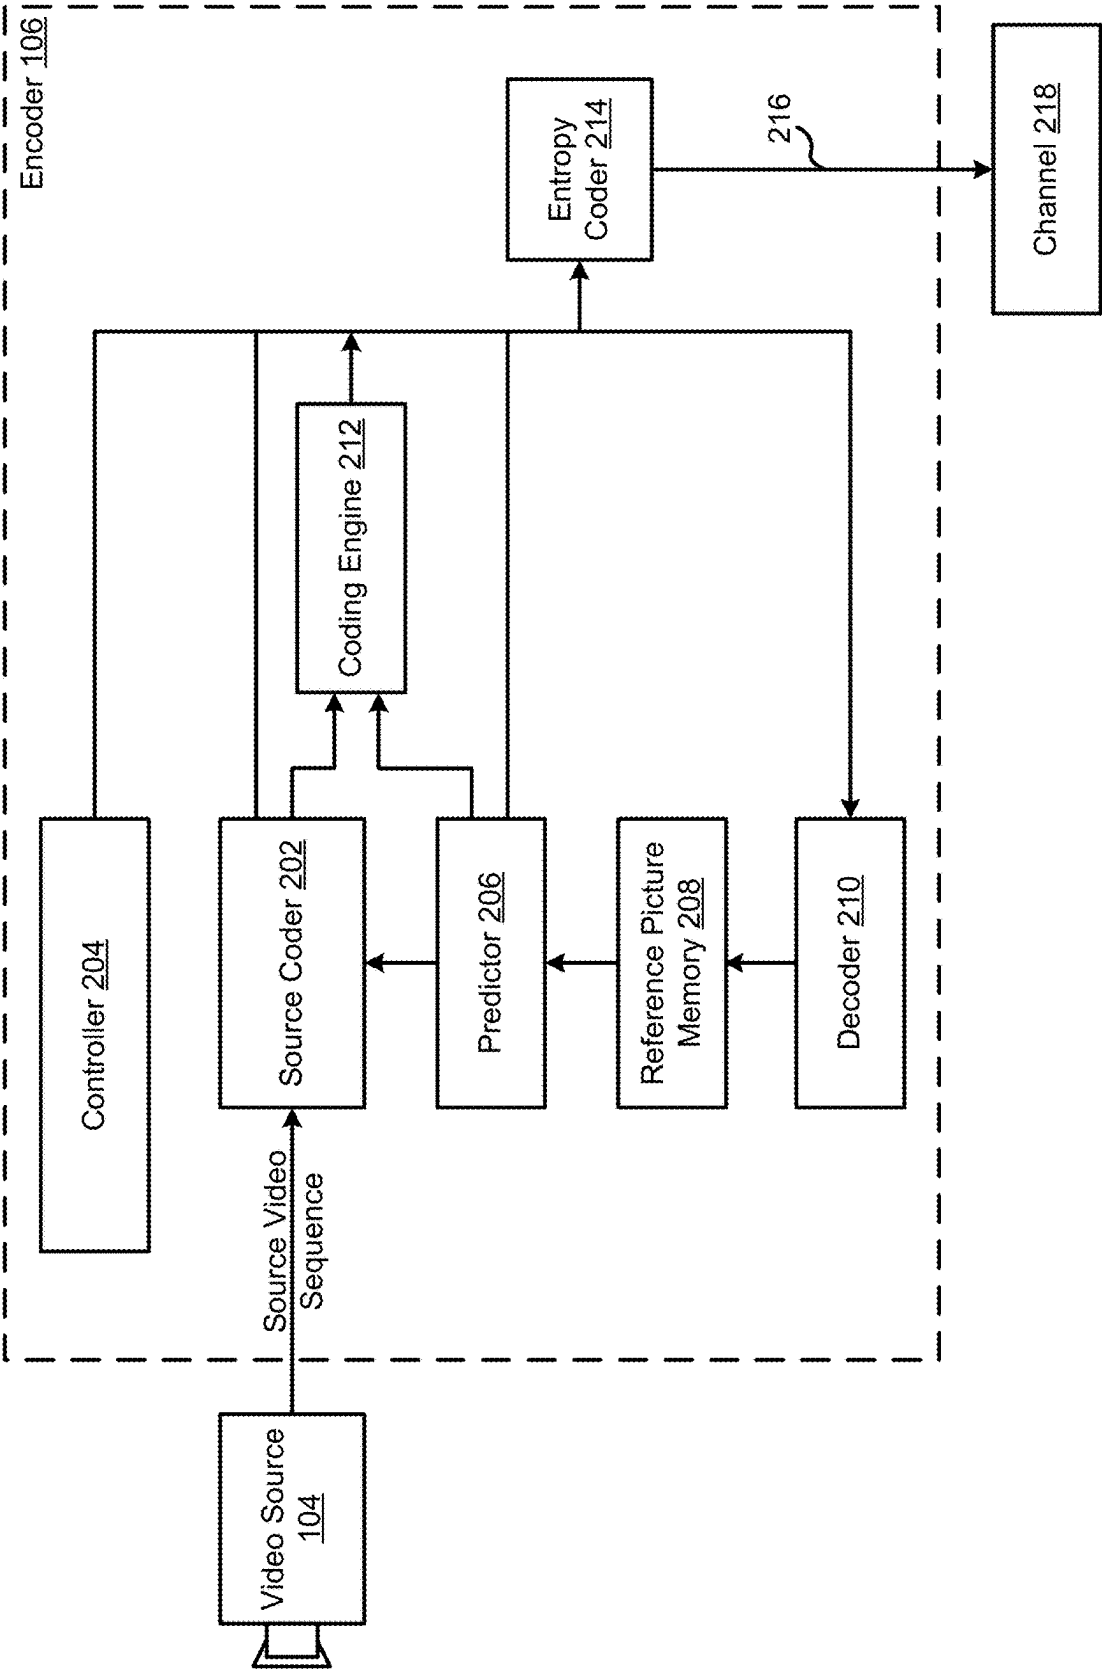 Encoder 106
Controller 204
Video Source
104
Source Video
Sequence
Source Coder 202
Coding Engine 212
Predictor 206
Reference Picture
Memory 208
Decoder 210
Entropy
Coder 214
216
Channel 218